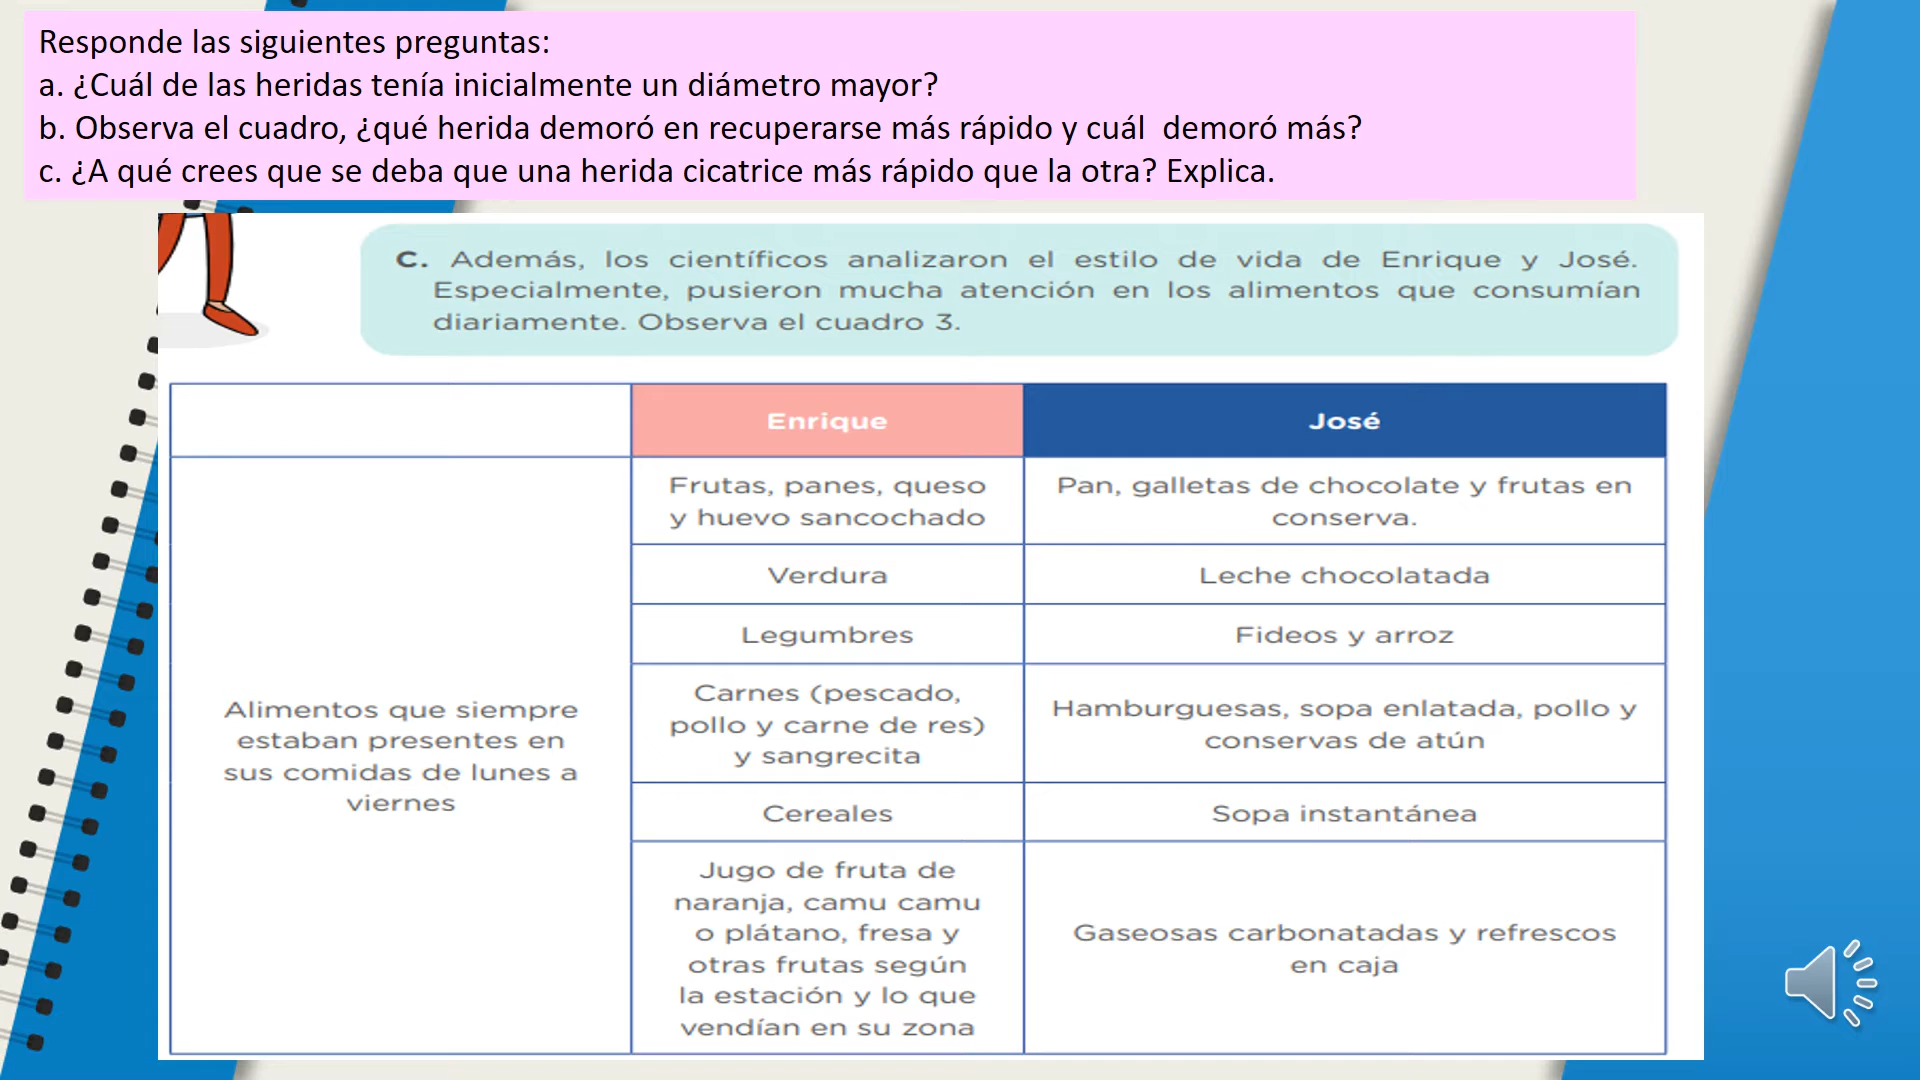 Responde las siguientes preguntas:
a. ¿Cuál de las heridas tenía inicialmente un diámetro mayor?
b. Observa el cuadro, ¿qué herida demoró en recuperarse más rápido y cuál  demoró más?
c. ¿A qué crees que se deba que una herida cicatrice más rápido que la otra? Explica.
C. Además, los científicos analizaron el estilo de vida de Enrique y José.
Especialmente, pusieron mucha atención en los alimentos que consumían
diariamente. Observa el cuadro 3.
Enrique
José
Alimentos que siempre
estaban presentes en
sus comidas de lunes a
viernes
Frutas, panes, queso
y huevo sancochado
Pan, galletas de chocolate y frutas en
conserva.
Verdura
Leche chocolatada
Legumbres
Fideos y arroz
Carnes (pescado,
pollo y carne de res)
y sangrecita
Hamburguesas, sopa enlatada, pollo y
conservas de atún
Cereales
Sopa instantánea
Jugo de fruta de
naranja, camu camu
o plátano, fresa y
otras frutas según
la estación y lo que
vendían en su zona
Gaseosas carbonatadas y refrescos
en caja